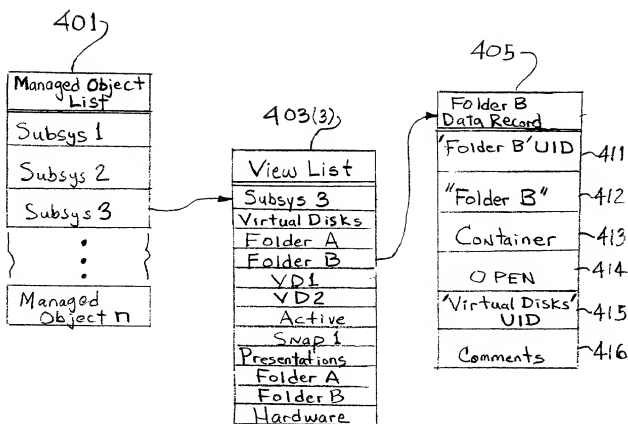 401
Managed Object
List
Subsys 1
Subsys 2
Subsys 3
Managed
Object n
403(3)
View List
Subsys 3
Virtual Disks
Folder A
Folder B
VD1
VD2
Active
Snap 1
Presentations
Folder A
Folder B
Hardware
405
Folder B
Data Record
'Folder B' UID
411
"Folder B"
412
Container
413
OPEN
414
'Virtual Disks'
UID
415
Comments
416